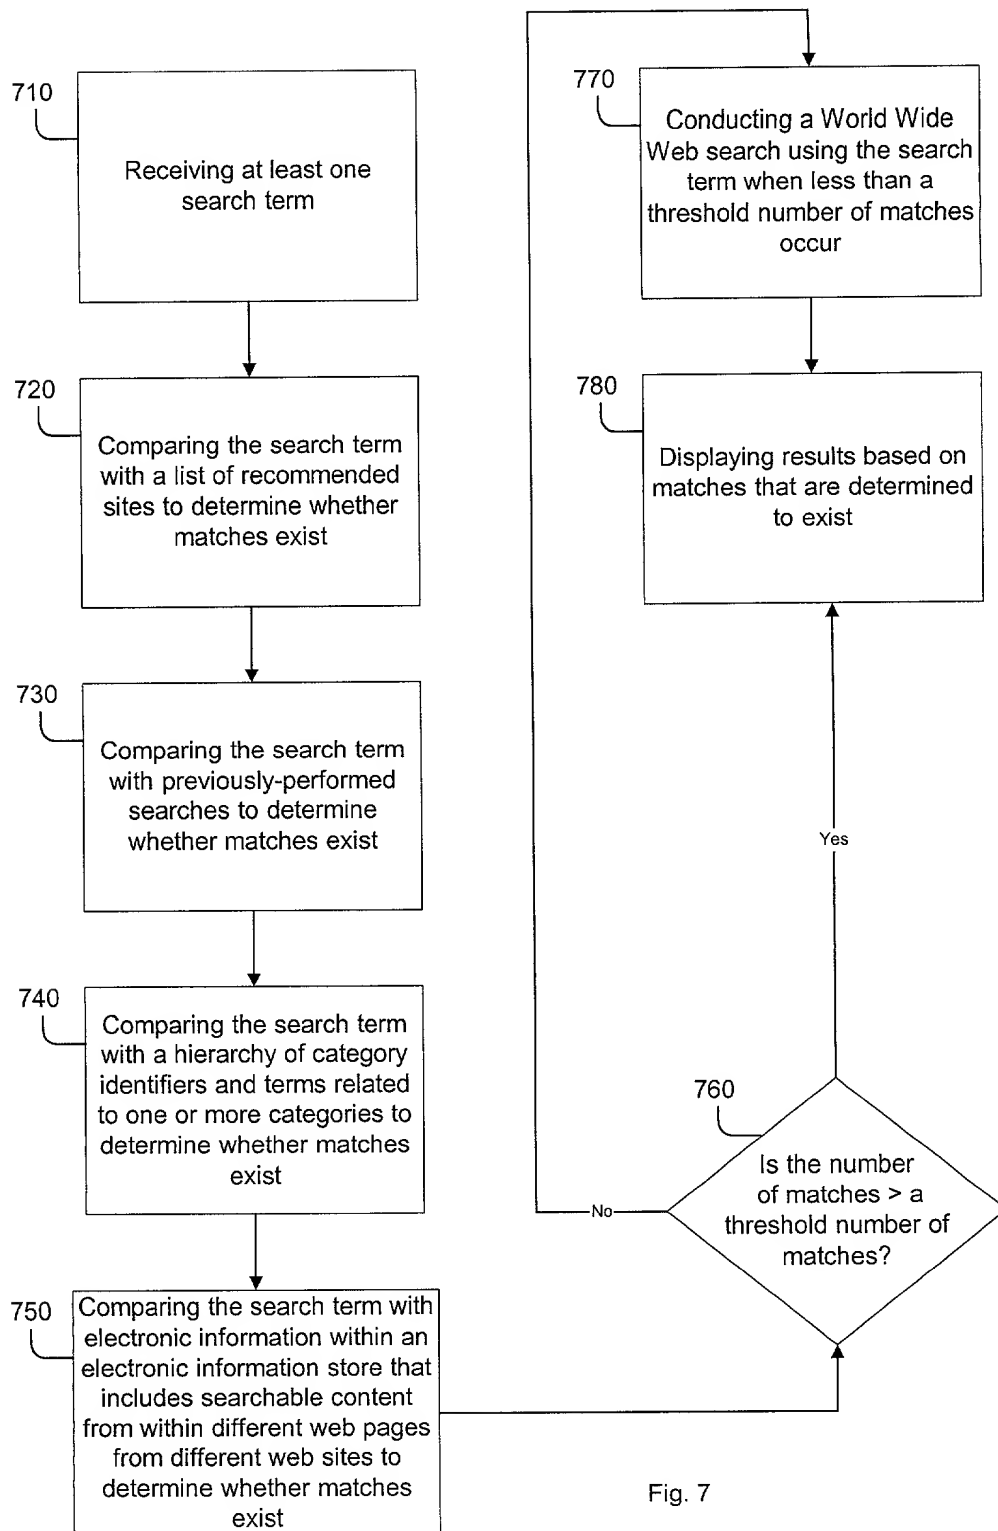 710
Receiving at least one
search term
720
Comparing the search term
with a list of recommended
sites to determine whether
matches exist
730
Comparing the search term
with previously-performed
searches to determine
whether matches exist
740
Comparing the search term
with a hierarchy of category
identifiers and terms related
to one or more categories to
determine whether matches
exist
750
Comparing the search term with
electronic information within an
electronic information store that
includes searchable content
from within different web pages
from different web sites to
determine whether matches
exist
760
Is the number
of matches > a
threshold number of
matches?
No
Yes
770
Conducting a World Wide
Web search using the search
term when less than a
threshold number of matches
occur
780
Displaying results based on
matches that are determined
to exist
Fig. 7